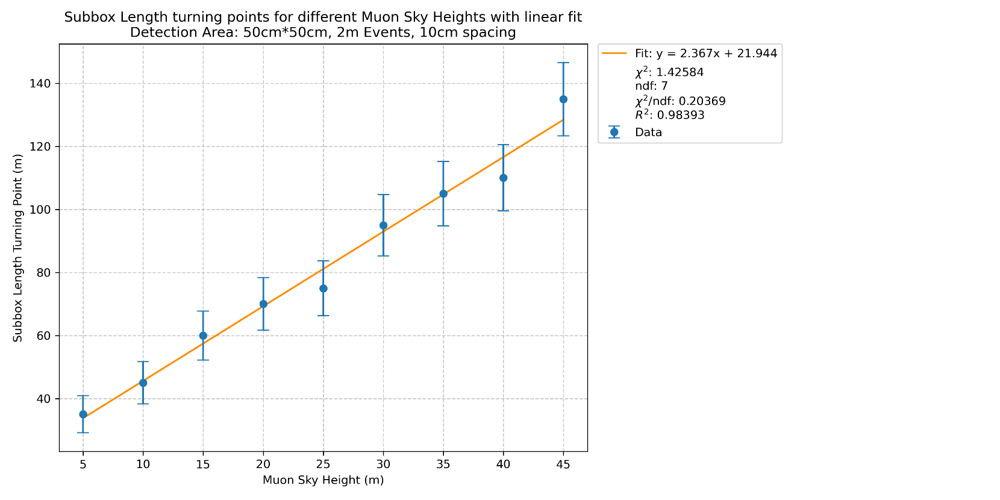 Subbox Length turning points for different Muon Sky Heights with linear fit
Detection Area: 50cm*50cm, 2m Events, 10cm spacing
Fit: y = 2.367x + 21.944
χ²: 1.42584
ndf: 7
χ²/ndf: 0.20369
R²: 0.98393
Data
Subbox Length Turning Point (m)
140
120
100
80
60
40
5 10 15 20 25 30 35 40 45
Muon Sky Height (m)